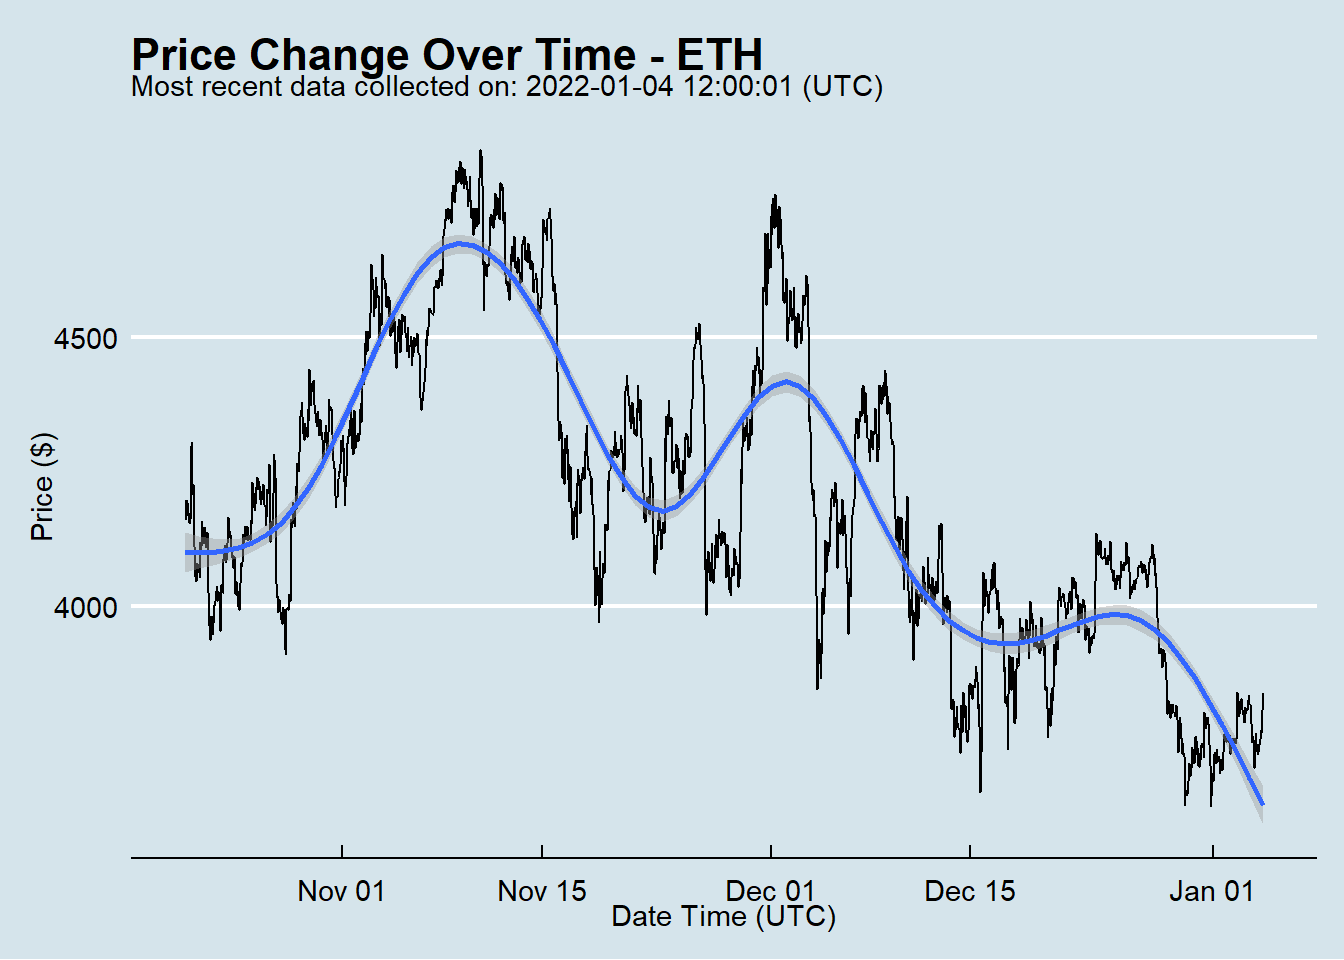 Price Change Over Time - ETH
Most recent data collected on: 2022-01-04 12:00:01 (UTC)
4500
4000
Price ($)
Nov 01
Nov 15
Dec 01
Dec 15
Jan 01
Date Time (UTC)